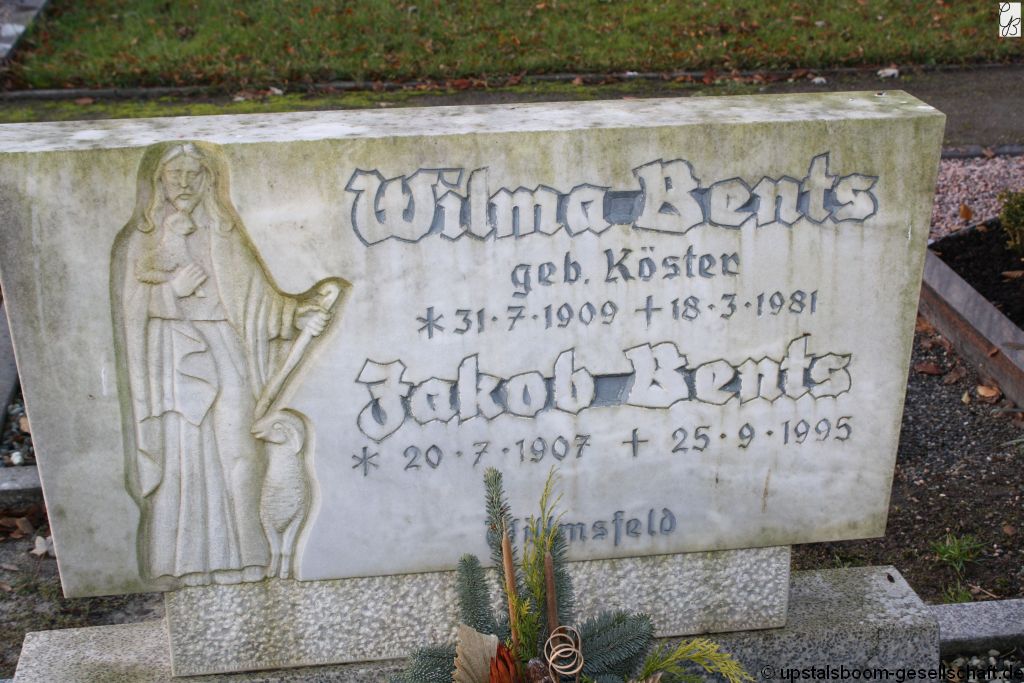 Wilma Bents
geb. Köster
* 31·7·1909 + 18·3·1981
Jakob Bents
* 20·7·1907 + 25·9·1995
© upstalsboom-gesellschaft.de